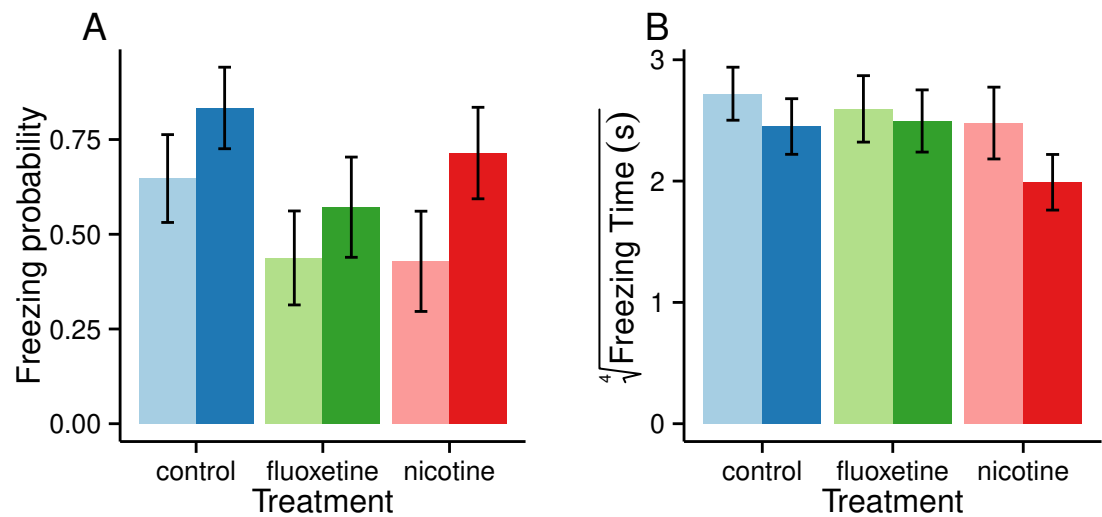 A
Freezing probability
0.75
0.50
0.25
0.00
control fluoxetine nicotine
Treatment
B
∜Freezing Time (s)
3
2
1
0
control fluoxetine nicotine
Treatment